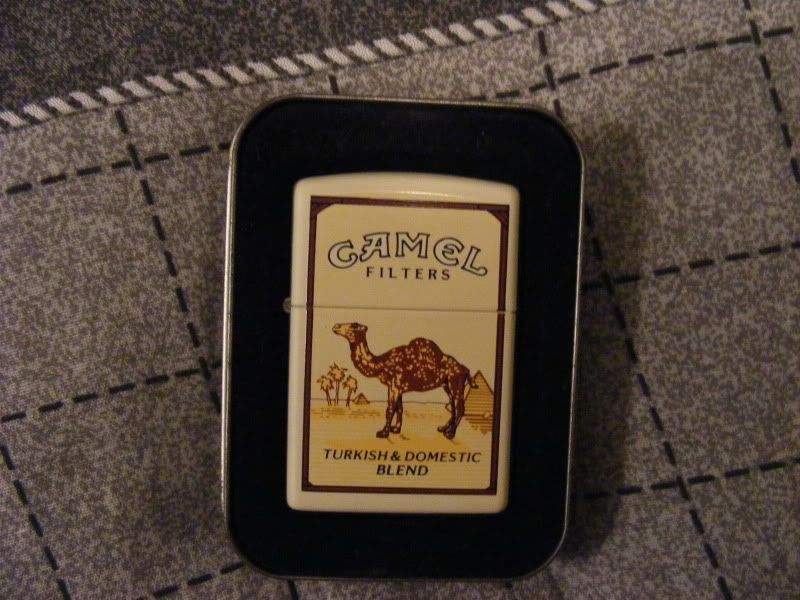 CAMEL
FILTERS
TURKISH & DOMESTIC
BLEND